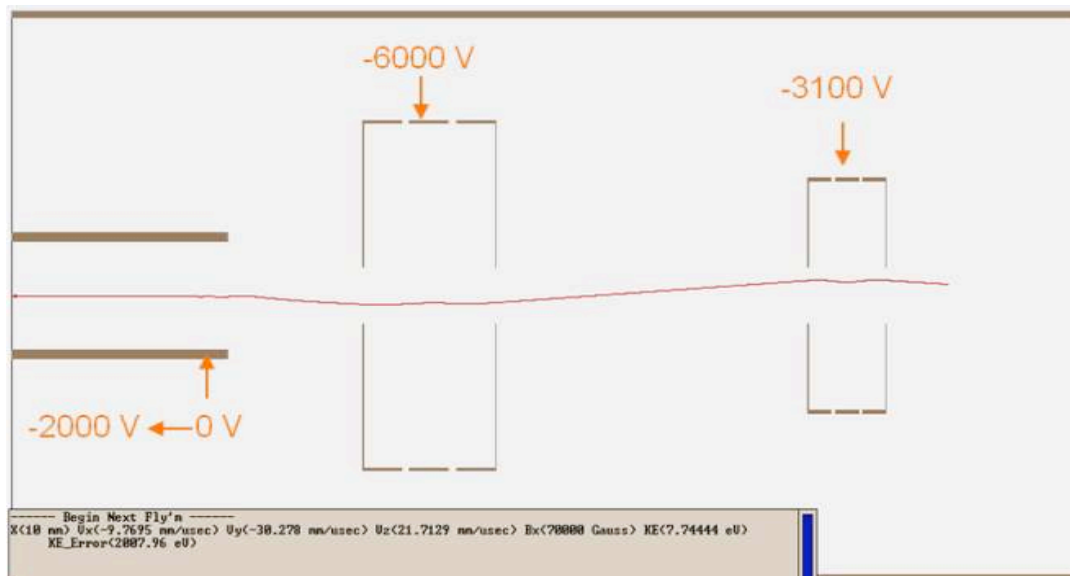 -6000 V
-3100 V
-2000 V
0 V
------ Begin Next Fly'm ------
X(10 mm) Vx(-9.7695 mm/usec) Vy(-30.278 mm/usec) Vz(21.7129 mm/usec) Bx(70000 Gauss) KE(7.74444 eV)
KE_Error(2007.96 eV)